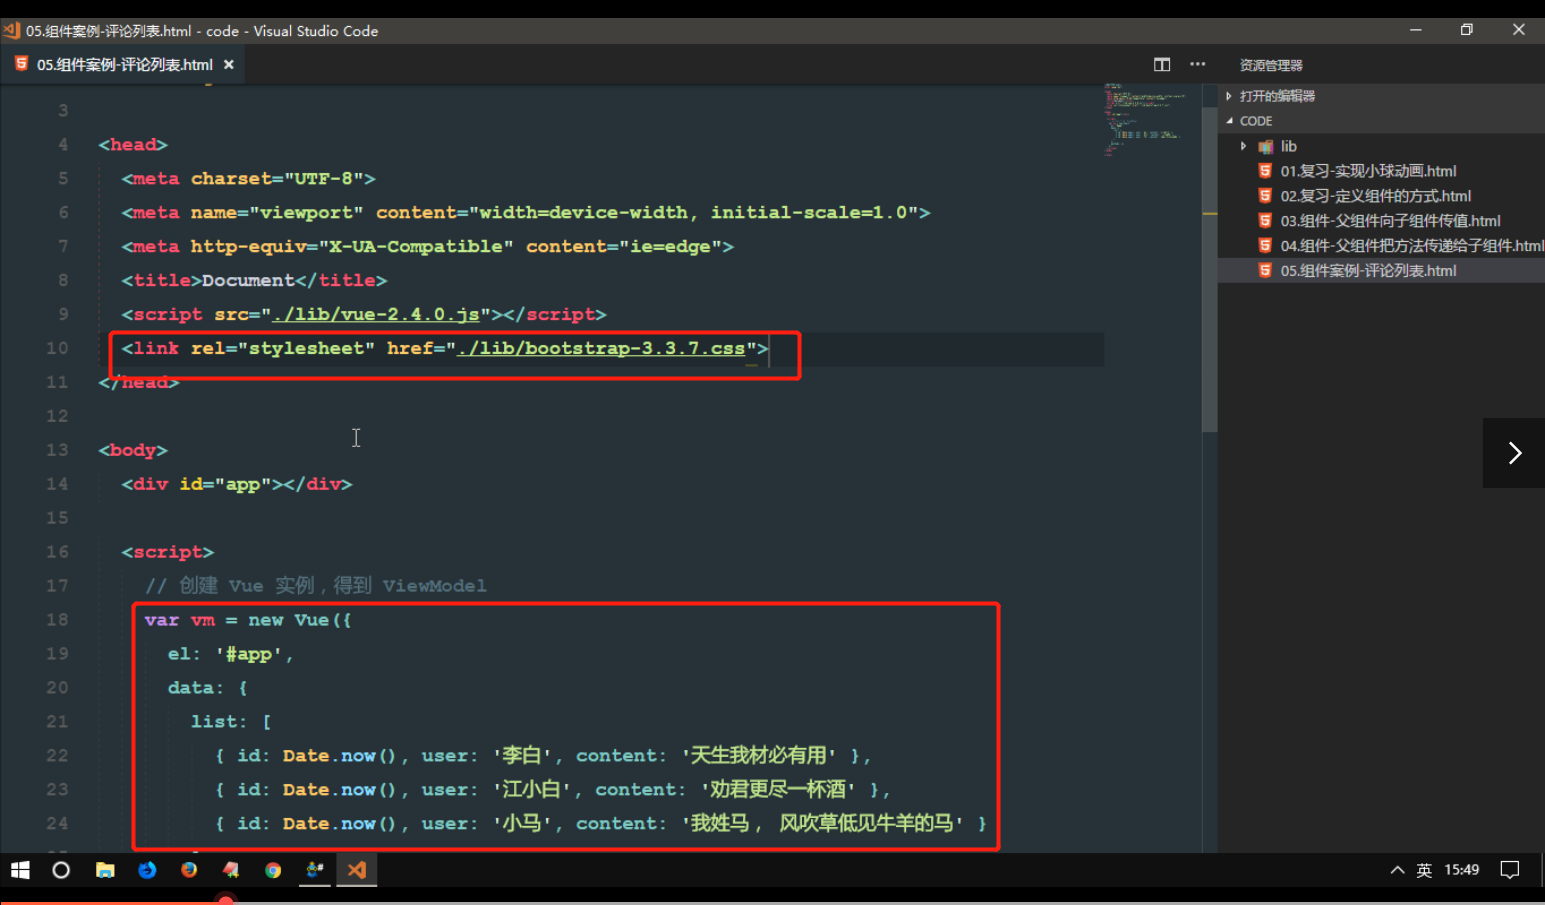 05.组件案例-评论列表.html - code - Visual Studio Code
05.组件案例-评论列表.html ×
资源管理器
打开的编辑器
CODE
lib
01.复习-实现小球动画.html
02.复习-定义组件的方式.html
03.组件-父组件向子组件传值.html
04.组件-父组件把方法传递给子组件.html
05.组件案例-评论列表.html
3
4 <head>
5 <meta charset="UTF-8">
6 <meta name="viewport" content="width=device-width, initial-scale=1.0">
7 <meta http-equiv="X-UA-Compatible" content="ie=edge">
8 <title>Document</title>
9 <script src="./lib/vue-2.4.0.js"></script>
10 <link rel="stylesheet" href="./lib/bootstrap-3.3.7.css">
11 </head>
12
13 <body>
14 <div id="app"></div>
15
16 <script>
17 // 创建 Vue 实例，得到 ViewModel
18 var vm = new Vue({
19 el: '#app',
20 data: {
21 list: [
22 { id: Date.now(), user: '李白', content: '天生我材必有用' },
23 { id: Date.now(), user: '江小白', content: '劝君更尽一杯酒' },
24 { id: Date.now(), user: '小马', content: '我姓马， 风吹草低见牛羊的马' }
英 15:49